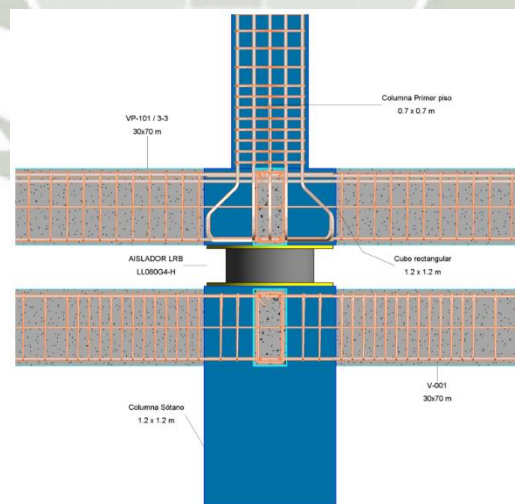 Columna Primer piso
0.7 x 0.7 m
VP-101 / 3-3
30x70 m
AISLADOR LRB
LL080G4-H
Cubo rectangular
1.2 x 1.2 m
V-001
30x70 m
Columna Sótano
1.2 x 1.2 m